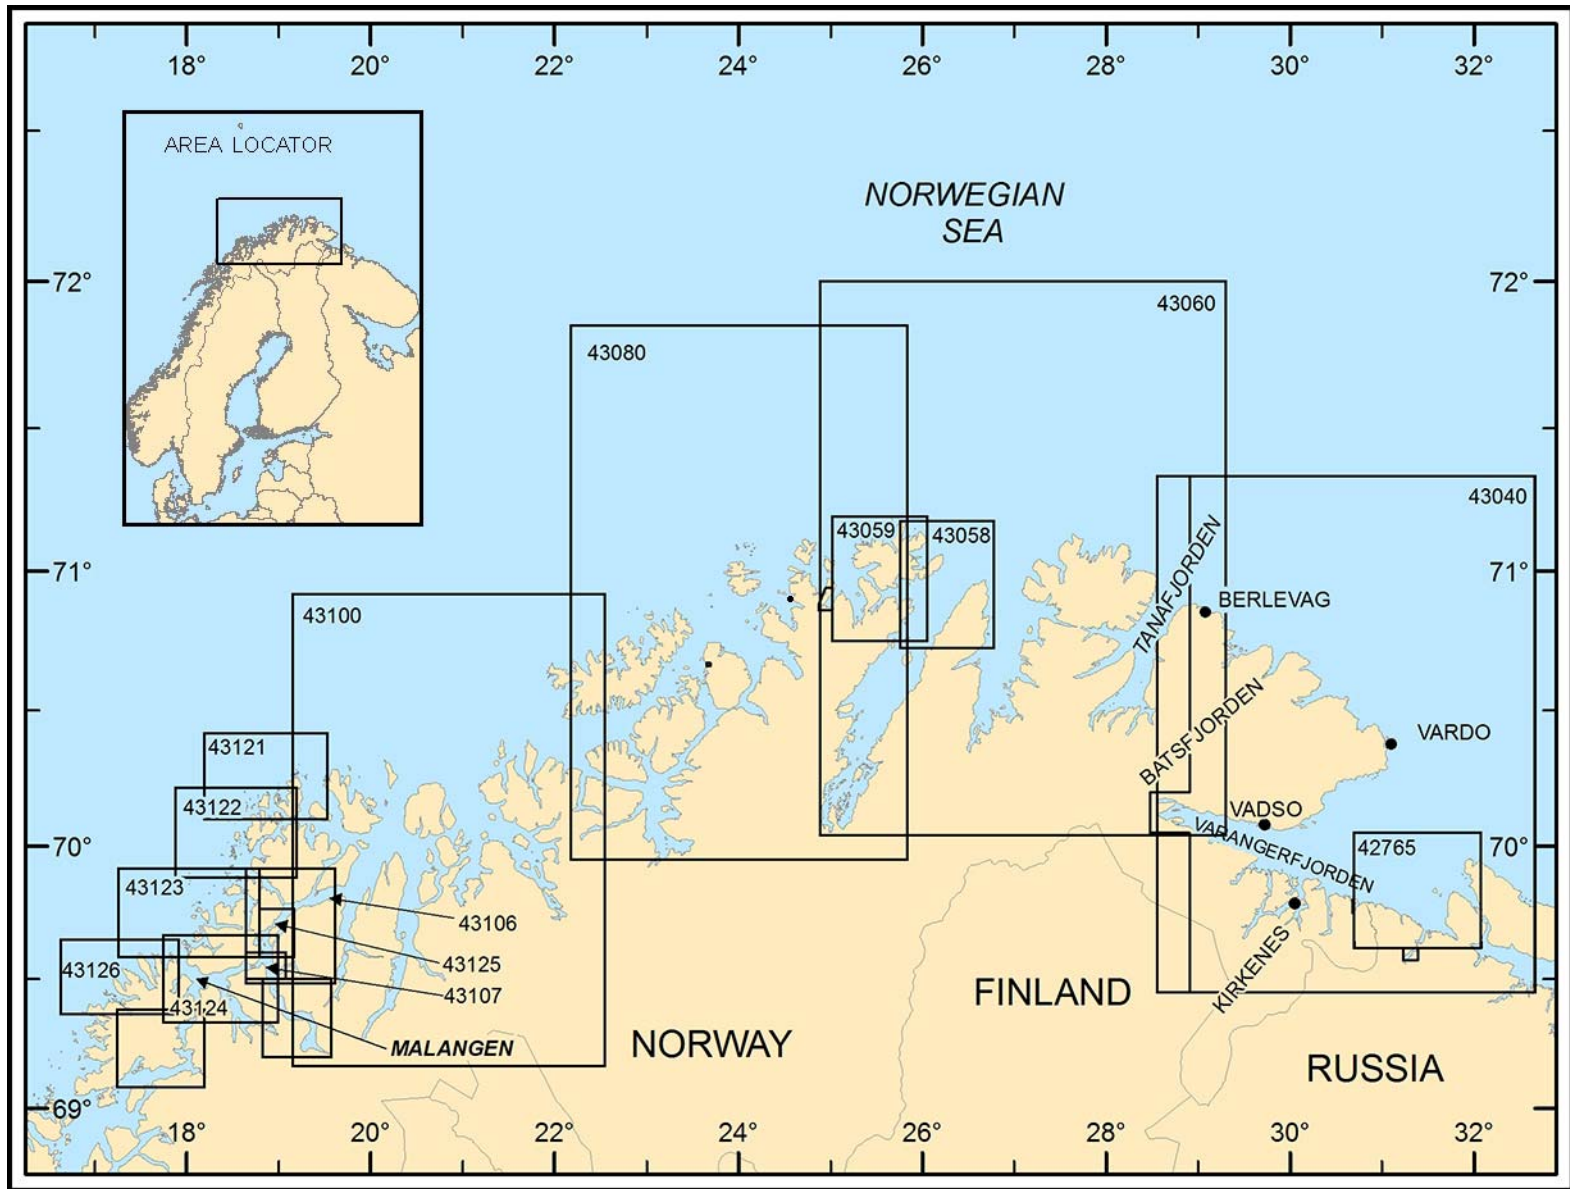 18° 20° 22° 24° 26° 28° 30° 32°
AREA LOCATOR
NORWEGIAN
SEA
72° 72°
43060
43080
43040
43059 43058
TANAFJORDEN
71° 71°
BERLEVAG
43100
BATSFJORDEN
VARDO
43121
43122
VADSO
VARANGERFJORDEN
70° 70°
42765
43123
43106
43125
43126
43107
43124
KIRKENES
MALANGEN
FINLAND
NORWAY
RUSSIA
69°
18° 20° 22° 24° 26° 28° 30° 32°